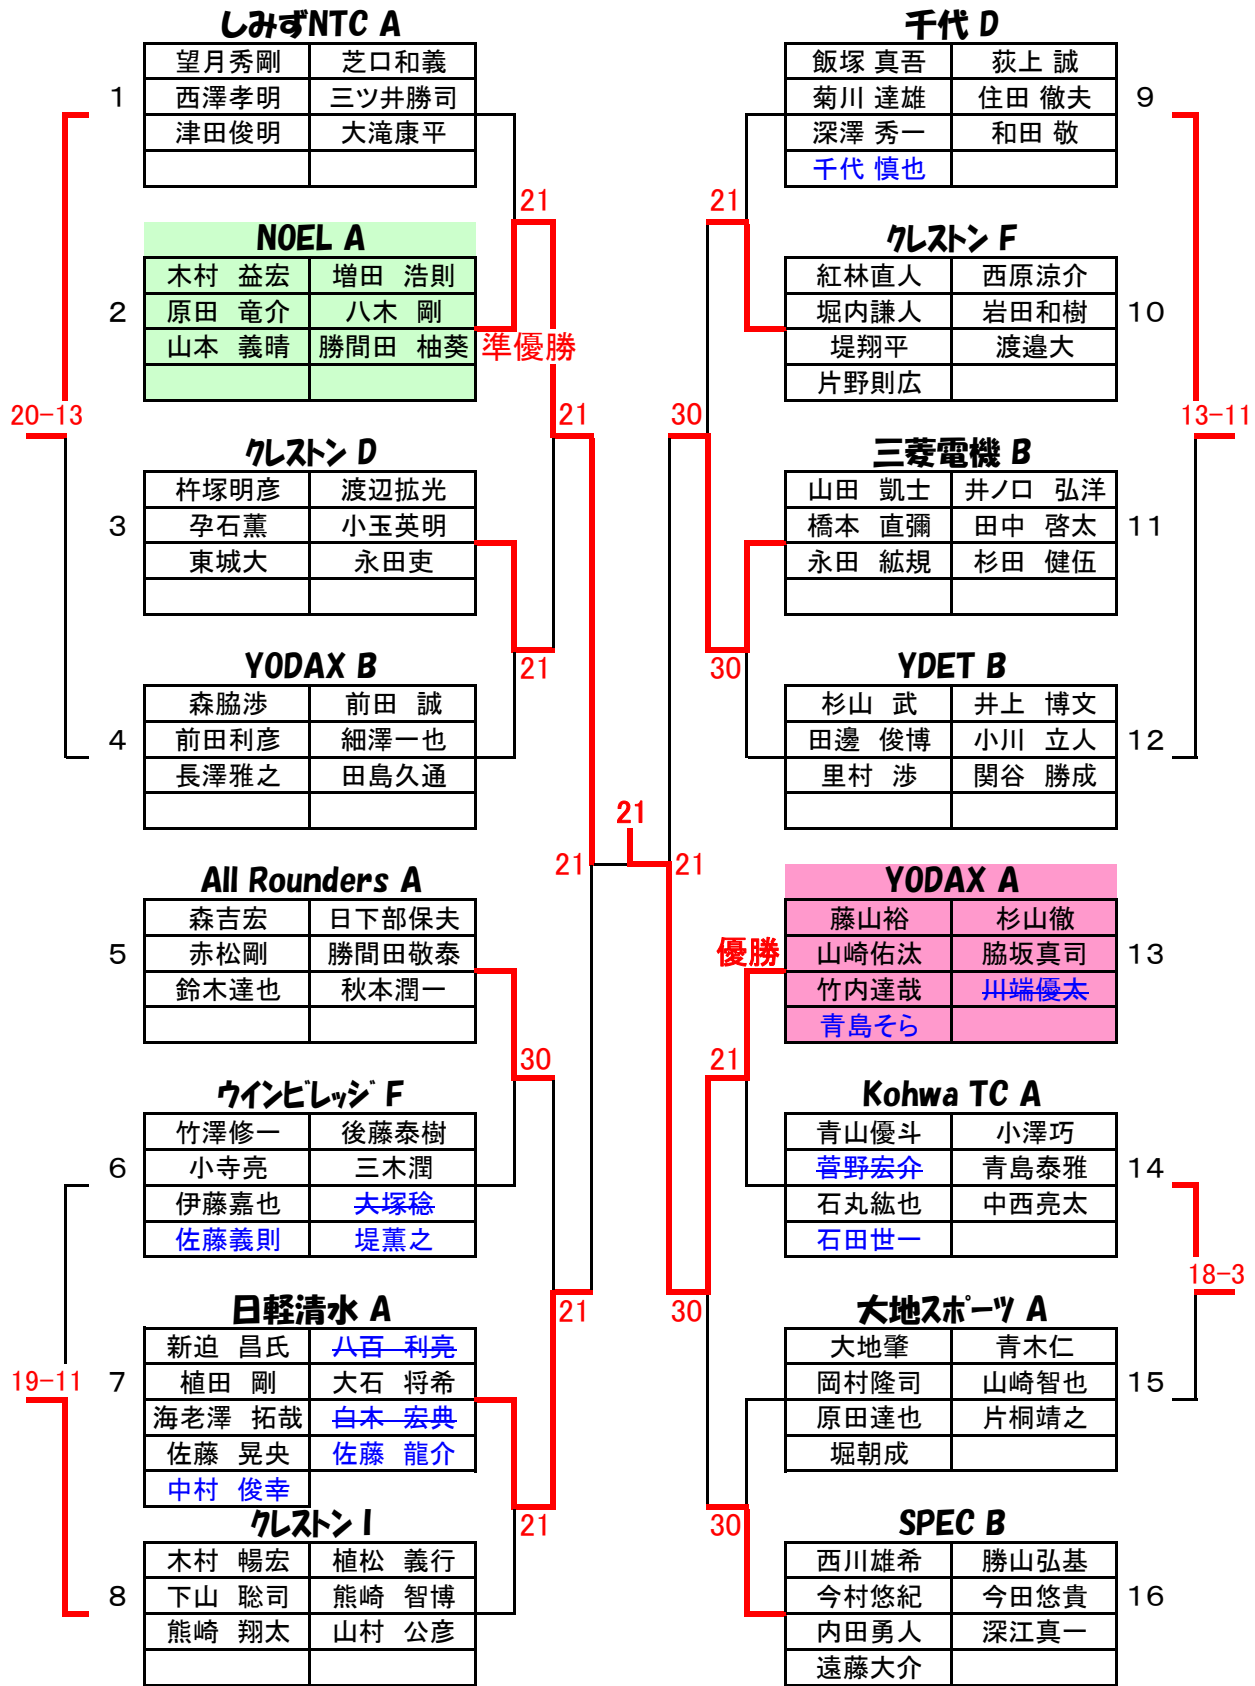 しみずNTC A
1
望月秀剛 芝口和義
西澤孝明 三ツ井勝司
津田俊明 大滝康平
21
NOEL A
2
木村 益宏 増田 浩則
原田 竜介 八木 剛
山本 義晴 勝間田 柚葵
準優勝
20-13
21
クレストン D
3
杵塚明彦 渡辺拡光
孕石薫 小玉英明
東城大 永田吏
21
YODAX B
4
森脇渉 前田 誠
前田利彦 細澤一也
長澤雅之 田島久通
21
21
21
All Rounders A
5
森吉宏 日下部保夫
赤松剛 勝間田敬泰
鈴木達也 秋本潤一
30
ウインビレッジ F
6
竹澤修一 後藤泰樹
小寺亮 三木潤
伊藤嘉也 大塚稔
佐藤義則 堤薫之
21
日軽清水 A
19-11
7
新迫 昌氏 八百 利亮
植田 剛 大石 将希
海老澤 拓哉 白木 宏典
佐藤 晃央 佐藤 龍介
中村 俊幸
21
クレストン I
8
木村 暢宏 植松 義行
下山 聡司 熊崎 智博
熊崎 翔太 山村 公彦
千代 D
9
飯塚 真吾 荻上 誠
菊川 達雄 住田 徹夫
深澤 秀一 和田 敬
千代 慎也
21
クレストン F
10
紅林直人 西原涼介
堀内謙人 岩田和樹
堤翔平 渡邉大
片野則広
30
13-11
三菱電機 B
11
山田 凱士 井ノ口 弘洋
橋本 直彌 田中 啓太
永田 紘規 杉田 健伍
30
YDET B
12
杉山 武 井上 博文
田邊 俊博 小川 立人
里村 渉 関谷 勝成
YODAX A
優勝
13
藤山裕 杉山徹
山崎佑汰 脇坂真司
竹内達哉 川端優太
青島そら
21
Kohwa TC A
14
青山優斗 小澤巧
菅野宏介 青島泰雅
石丸紘也 中西亮太
石田世一
18-3
30
大地スポーツ A
15
大地肇 青木仁
岡村隆司 山崎智也
原田達也 片桐靖之
堀朝成
30
SPEC B
16
西川雄希 勝山弘基
今村悠紀 今田悠貴
内田勇人 深江真一
遠藤大介